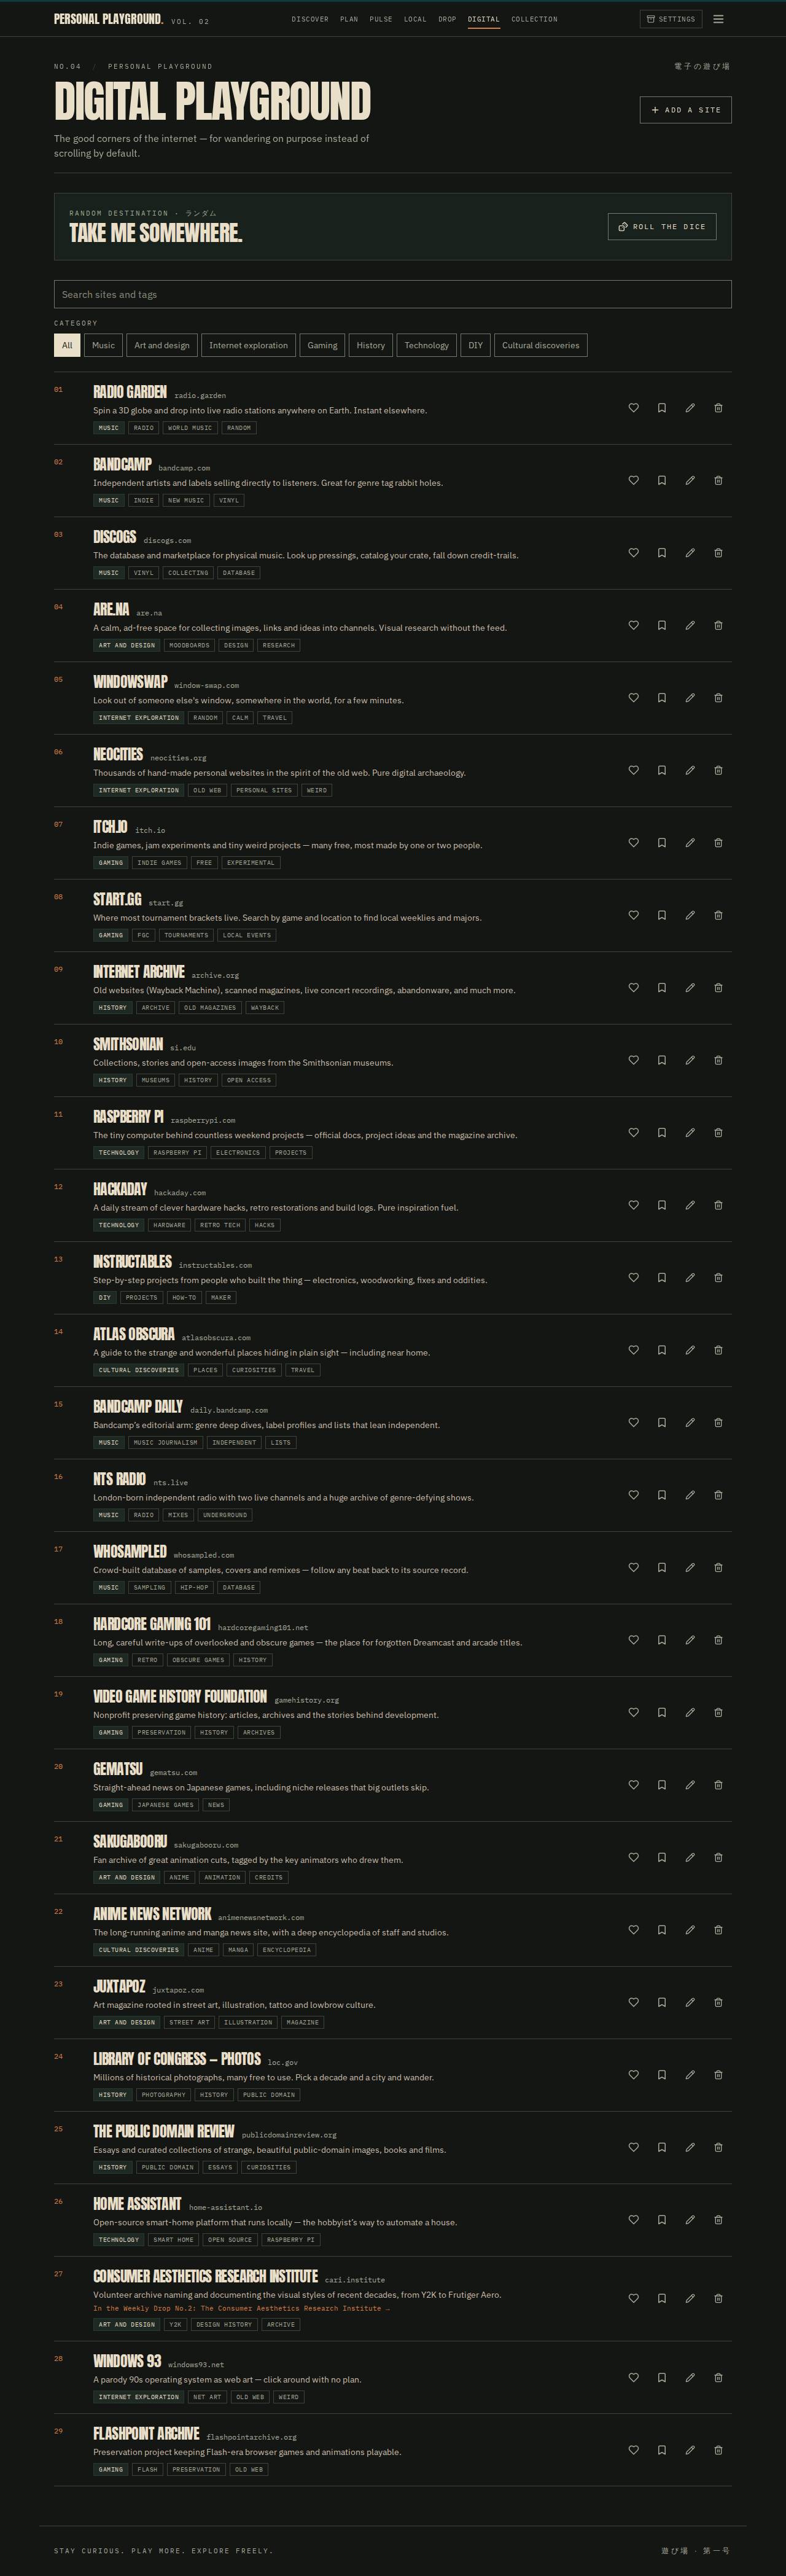 PERSONAL PLAYGROUND. VOL. 02
DISCOVER PLAN PULSE LOCAL DROP DIGITAL COLLECTION
SETTINGS
NO.04 / PERSONAL PLAYGROUND
電子の遊び場
DIGITAL PLAYGROUND
ADD A SITE
The good corners of the internet — for wandering on purpose instead of
scrolling by default.
RANDOM DESTINATION · ランダム
TAKE ME SOMEWHERE.
ROLL THE DICE
Search sites and tags
CATEGORY
All Music Art and design Internet exploration Gaming History Technology DIY Cultural discoveries
01
RADIO GARDEN radio.garden
Spin a 3D globe and drop into live radio stations anywhere on Earth. Instant elsewhere.
MUSIC RADIO WORLD MUSIC RANDOM
02
BANDCAMP bandcamp.com
Independent artists and labels selling directly to listeners. Great for genre tag rabbit holes.
MUSIC INDIE NEW MUSIC VINYL
03
DISCOGS discogs.com
The database and marketplace for physical music. Look up pressings, catalog your crate, fall down credit-trails.
MUSIC VINYL COLLECTING DATABASE
04
ARE.NA are.na
A calm, ad-free space for collecting images, links and ideas into channels. Visual research without the feed.
ART AND DESIGN MOODBOARDS DESIGN RESEARCH
05
WINDOWSWAP window-swap.com
Look out of someone else's window, somewhere in the world, for a few minutes.
INTERNET EXPLORATION RANDOM CALM TRAVEL
06
NEOCITIES neocities.org
Thousands of hand-made personal websites in the spirit of the old web. Pure digital archaeology.
INTERNET EXPLORATION OLD WEB PERSONAL SITES WEIRD
07
ITCH.IO itch.io
Indie games, jam experiments and tiny weird projects — many free, most made by one or two people.
GAMING INDIE GAMES FREE EXPERIMENTAL
08
START.GG start.gg
Where most tournament brackets live. Search by game and location to find local weeklies and majors.
GAMING FGC TOURNAMENTS LOCAL EVENTS
09
INTERNET ARCHIVE archive.org
Old websites (Wayback Machine), scanned magazines, live concert recordings, abandonware, and much more.
HISTORY ARCHIVE OLD MAGAZINES WAYBACK
10
SMITHSONIAN si.edu
Collections, stories and open-access images from the Smithsonian museums.
HISTORY MUSEUMS HISTORY OPEN ACCESS
11
RASPBERRY PI raspberrypi.com
The tiny computer behind countless weekend projects — official docs, project ideas and the magazine archive.
TECHNOLOGY RASPBERRY PI ELECTRONICS PROJECTS
12
HACKADAY hackaday.com
A daily stream of clever hardware hacks, retro restorations and build logs. Pure inspiration fuel.
TECHNOLOGY HARDWARE RETRO TECH HACKS
13
INSTRUCTABLES instructables.com
Step-by-step projects from people who built the thing — electronics, woodworking, fixes and oddities.
DIY PROJECTS HOW-TO MAKER
14
ATLAS OBSCURA atlasobscura.com
A guide to the strange and wonderful places hiding in plain sight — including near home.
CULTURAL DISCOVERIES PLACES CURIOSITIES TRAVEL
15
BANDCAMP DAILY daily.bandcamp.com
Bandcamp's editorial arm: genre deep dives, label profiles and lists that lean independent.
MUSIC MUSIC JOURNALISM INDEPENDENT LISTS
16
NTS RADIO nts.live
London-born independent radio with two live channels and a huge archive of genre-defying shows.
MUSIC RADIO MIXES UNDERGROUND
17
WHOSAMPLED whosampled.com
Crowd-built database of samples, covers and remixes — follow any beat back to its source record.
MUSIC SAMPLING HIP-HOP DATABASE
18
HARDCORE GAMING 101 hardcoregaming101.net
Long, careful write-ups of overlooked and obscure games — the place for forgotten Dreamcast and arcade titles.
GAMING RETRO OBSCURE GAMES HISTORY
19
VIDEO GAME HISTORY FOUNDATION gamehistory.org
Nonprofit preserving game history: articles, archives and the stories behind development.
GAMING PRESERVATION HISTORY ARCHIVES
20
GEMATSU gematsu.com
Straight-ahead news on Japanese games, including niche releases that big outlets skip.
GAMING JAPANESE GAMES NEWS
21
SAKUGABOORU sakugabooru.com
Fan archive of great animation cuts, tagged by the key animators who drew them.
ART AND DESIGN ANIME ANIMATION CREDITS
22
ANIME NEWS NETWORK animenewsnetwork.com
The long-running anime and manga news site, with a deep encyclopedia of staff and studios.
CULTURAL DISCOVERIES ANIME MANGA ENCYCLOPEDIA
23
JUXTAPOZ juxtapoz.com
Art magazine rooted in street art, illustration, tattoo and lowbrow culture.
ART AND DESIGN STREET ART ILLUSTRATION MAGAZINE
24
LIBRARY OF CONGRESS – PHOTOS loc.gov
Millions of historical photographs, many free to use. Pick a decade and a city and wander.
HISTORY PHOTOGRAPHY HISTORY PUBLIC DOMAIN
25
THE PUBLIC DOMAIN REVIEW publicdomainreview.org
Essays and curated collections of strange, beautiful public-domain images, books and films.
HISTORY PUBLIC DOMAIN ESSAYS CURIOSITIES
26
HOME ASSISTANT home-assistant.io
Open-source smart-home platform that runs locally — the hobbyist's way to automate a house.
TECHNOLOGY SMART HOME OPEN SOURCE RASPBERRY PI
27
CONSUMER AESTHETICS RESEARCH INSTITUTE cari.institute
Volunteer archive naming and documenting the visual styles of recent decades, from Y2K to Frutiger Aero.
In the Weekly Drop No.2: The Consumer Aesthetics Research Institute →
ART AND DESIGN Y2K DESIGN HISTORY ARCHIVE
28
WINDOWS 93 windows93.net
A parody 90s operating system as web art — click around with no plan.
INTERNET EXPLORATION NET ART OLD WEB WEIRD
29
FLASHPOINT ARCHIVE flashpointarchive.org
Preservation project keeping Flash-era browser games and animations playable.
GAMING FLASH PRESERVATION OLD WEB
STAY CURIOUS. PLAY MORE. EXPLORE FREELY.
遊び場 · 第一号